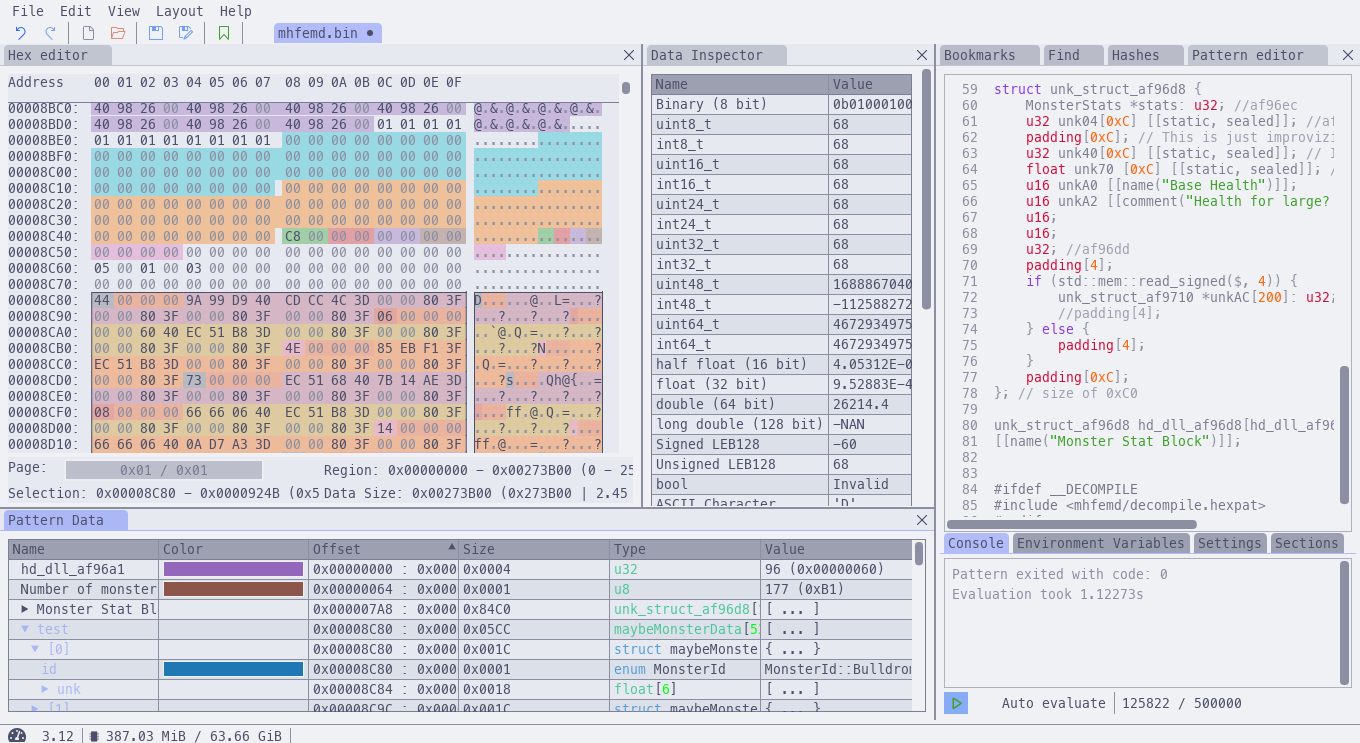 File Edit View Layout Help
mhfemd.bin ●
Hex editor
Address 00 01 02 03 04 05 06 07 08 09 0A 0B 0C 0D 0E 0F
00008BC0: 40 98 26 00 40 98 26 00 40 98 26 00 40 98 26 00 @.&.@.&.@.&.@.&.
00008BD0: 40 98 26 00 40 98 26 00 40 98 26 00 01 01 01 01 @.&.@.&.@.&.....
00008BE0: 01 01 01 01 01 01 01 01 00 00 00 00 00 00 00 00 ................
00008BF0: 00 00 00 00 00 00 00 00 00 00 00 00 00 00 00 00 ................
00008C00: 00 00 00 00 00 00 00 00 00 00 00 00 00 00 00 00 ................
00008C10: 00 00 00 00 00 00 00 00 00 00 00 00 00 00 00 00 ................
00008C20: 00 00 00 00 00 00 00 00 00 00 00 00 00 00 00 00 ................
00008C30: 00 00 00 00 00 00 00 00 00 00 00 00 00 00 00 00 ................
00008C40: 00 00 00 00 00 00 00 00 C8 00 00 00 00 00 00 00 ................
00008C50: 00 00 00 00 00 00 00 00 00 00 00 00 00 00 00 00 ................
00008C60: 05 00 01 00 03 00 00 00 00 00 00 00 00 00 00 00 ................
00008C70: 00 00 00 00 00 00 00 00 00 00 00 00 00 00 00 00 ................
00008C80: 44 00 00 00 9A 99 D9 40 CD CC 4C 3D 00 00 80 3F D......@..L=...?
00008C90: 00 00 80 3F 00 00 80 3F 00 00 80 3F 06 00 00 00 ...?...?...?....
00008CA0: 00 00 60 40 EC 51 B8 3D 00 00 80 3F 00 00 80 3F ..`@.Q.=...?...?
00008CB0: 00 00 80 3F 00 00 80 3F 4E 00 00 00 85 EB F1 3F ...?...?N......?
00008CC0: EC 51 B8 3D 00 00 80 3F 00 00 80 3F 00 00 80 3F .Q.=...?...?...?
00008CD0: 00 00 80 3F 73 00 00 00 EC 51 68 40 7B 14 AE 3D ...?s....Qh@{..=
00008CE0: 00 00 80 3F 00 00 80 3F 00 00 80 3F 00 00 80 3F ...?...?...?...?
00008CF0: 08 00 00 00 66 66 06 40 EC 51 B8 3D 00 00 80 3F ....ff.@.Q.=...?
00008D00: 00 00 80 3F 00 00 80 3F 00 00 80 3F 14 00 00 00 ...?...?...?....
00008D10: 66 66 06 40 0A D7 A3 3D 00 00 80 3F 00 00 80 3F ff.@...=...?...?
Page: 0x01 / 0x01 Region: 0x00000000 - 0x00273B00 (0 - 25
Selection: 0x00008C80 - 0x0000924B (0x5 Data Size: 0x00273B00 (0x273B00 | 2.45
Data Inspector
Name Value
Binary (8 bit) 0b01000100
uint8_t 68
int8_t 68
uint16_t 68
int16_t 68
uint24_t 68
int24_t 68
uint32_t 68
int32_t 68
uint48_t 1688867040
int48_t -112588272
uint64_t 4672934975
int64_t 4672934975
half float (16 bit) 4.05312E-0
float (32 bit) 9.52883E-4
double (64 bit) 26214.4
long double (128 bit) -NAN
Signed LEB128 -60
Unsigned LEB128 68
bool Invalid
ASCII Character 'D'
Bookmarks Find Hashes Pattern editor
59 struct unk_struct_af96d8 {
60 MonsterStats *stats: u32; //af96ec
61 u32 unk04[0xC] [[static, sealed]]; //af
62 padding[0xC]; // This is just improviz
63 u32 unk40[0xC] [[static, sealed]]; //
64 float unk70 [0xC] [[static, sealed]]; /
65 u16 unkA0 [[name("Base Health")]];
66 u16 unkA2 [[comment("Health for large?
67 u16;
68 u16;
69 u32; //af96dd
70 padding[4];
71 if (std::mem::read_signed($, 4)) {
72 unk_struct_af9710 *unkAC[200]: u32;
73 //padding[4];
74 } else {
75 padding[4];
76 }
77 padding[0xC];
78 }; // size of 0xC0
79
80 unk_struct_af96d8 hd_dll_af96d8[hd_dll_af96
81 [[name("Monster Stat Block")]];
82
83
84 #ifdef __DECOMPILE
85 #include <mhfemd/decompile.hexpat>
Pattern Data
Name Color Offset Size Type Value
hd_dll_af96a1 0x00000000 : 0x000 0x0004 u32 96 (0x00000060)
Number of monster 0x00000064 : 0x000 0x0001 u8 177 (0xB1)
Monster Stat Bl 0x000007A8 : 0x000 0x84C0 unk_struct_af96d8[ [ ... ]
test 0x00008C80 : 0x000 0x05CC maybeMonsterData[5 [ ... ]
[0] 0x00008C80 : 0x000 0x001C struct maybeMonste { ... }
id 0x00008C80 : 0x000 0x0001 enum MonsterId MonsterId::Bulldro
unk 0x00008C84 : 0x000 0x0018 float[6] [ ... ]
[1] 0x00008C9C : 0x000 0x001C struct maybeMonste { ... }
Console Environment Variables Settings Sections
Pattern exited with code: 0
Evaluation took 1.12273s
Auto evaluate 125822 / 500000
3.12 387.03 MiB / 63.66 GiB